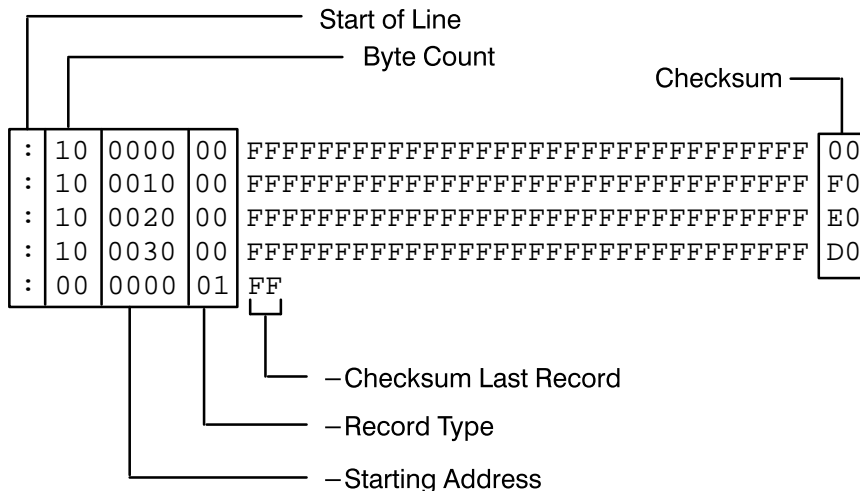 Start of Line
Byte Count
Checksum
: 10 0000 00 FFFFFFFFFFFFFFFFFFFFFFFFFFFFFFFF 00
: 10 0010 00 FFFFFFFFFFFFFFFFFFFFFFFFFFFFFFFF F0
: 10 0020 00 FFFFFFFFFFFFFFFFFFFFFFFFFFFFFFFF E0
: 10 0030 00 FFFFFFFFFFFFFFFFFFFFFFFFFFFFFFFF D0
: 00 0000 01 FF
–Checksum Last Record
–Record Type
–Starting Address